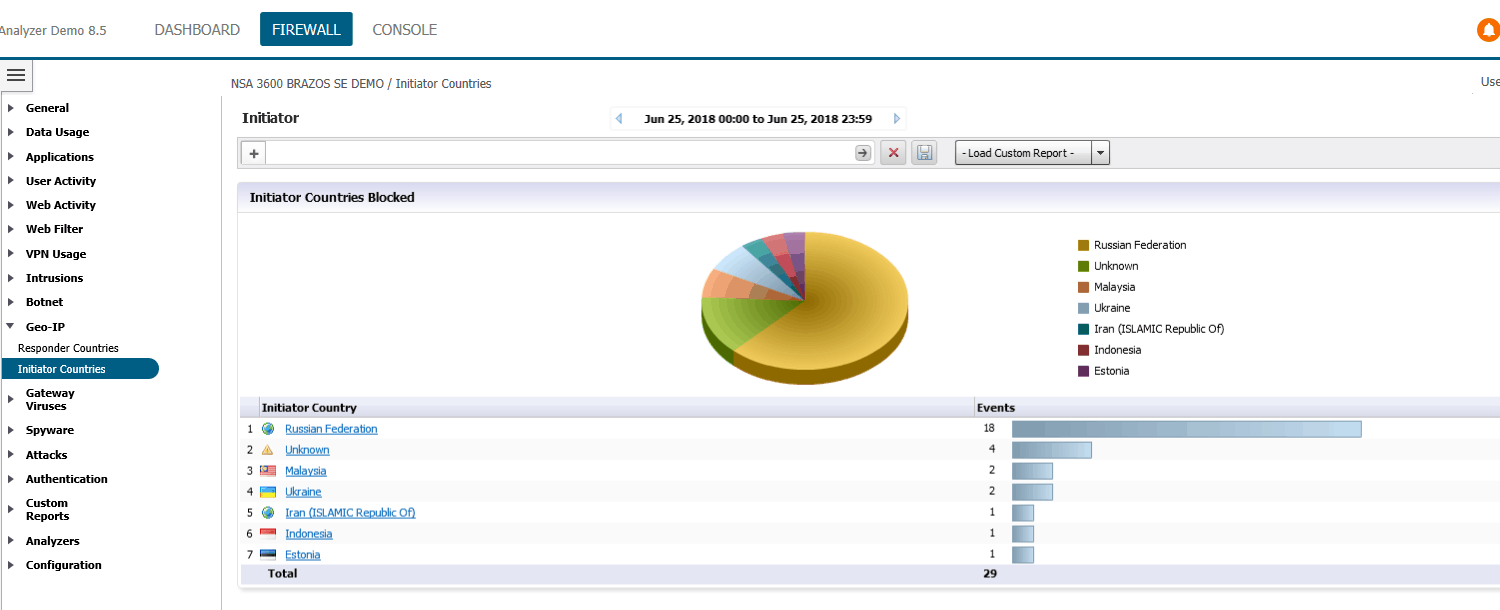 Analyzer Demo 8.5 DASHBOARD FIREWALL CONSOLE
NSA 3600 BRAZOS SE DEMO / Initiator Countries
Use
General
Data Usage
Applications
User Activity
Web Activity
Web Filter
VPN Usage
Intrusions
Botnet
Geo-IP
Responder Countries
Initiator Countries
Gateway
Viruses
Spyware
Attacks
Authentication
Custom
Reports
Analyzers
Configuration
Initiator
Jun 25, 2018 00:00 to Jun 25, 2018 23:59
+
- Load Custom Report -
Initiator Countries Blocked
Russian Federation
Unknown
Malaysia
Ukraine
Iran (ISLAMIC Republic Of)
Indonesia
Estonia
Initiator Country Events
1 Russian Federation 18
2 Unknown 4
3 Malaysia 2
4 Ukraine 2
5 Iran (ISLAMIC Republic Of) 1
6 Indonesia 1
7 Estonia 1
Total 29